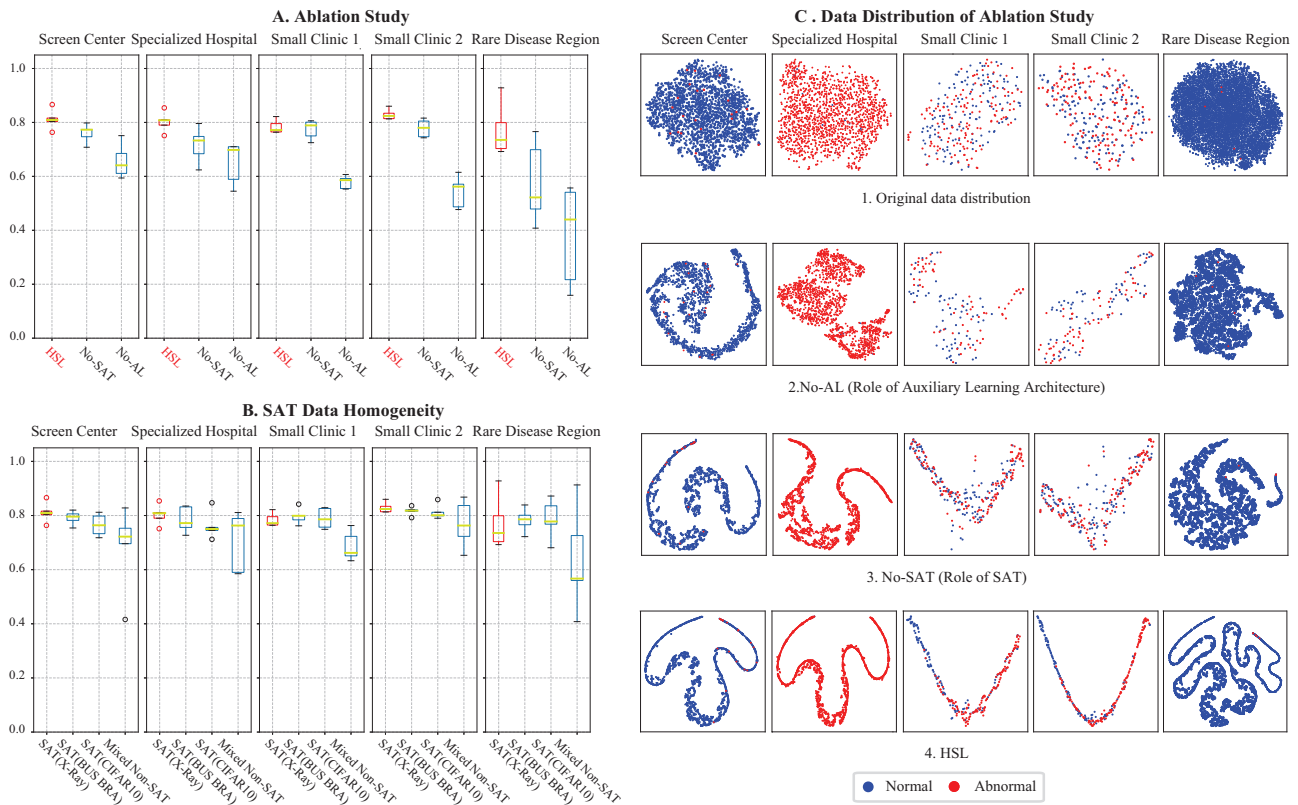 A. Ablation Study
Screen Center Specialized Hospital Small Clinic 1 Small Clinic 2 Rare Disease Region
1.0
0.8
0.6
0.4
0.2
0.0
HSL No-SAT No-AL HSL No-SAT No-AL HSL No-SAT No-AL HSL No-SAT No-AL HSL No-SAT No-AL
B. SAT Data Homogeneity
Screen Center Specialized Hospital Small Clinic 1 Small Clinic 2 Rare Disease Region
1.0
0.8
0.6
0.4
0.2
0.0
SAT(X-Ray) SAT(BUS BRA) SAT(CIFAR10) Mixed Non-SAT SAT(X-Ray) SAT(BUS BRA) SAT(CIFAR10) Mixed Non-SAT SAT(X-Ray) SAT(BUS BRA) SAT(CIFAR10) Mixed Non-SAT SAT(X-Ray) SAT(BUS BRA) SAT(CIFAR10) Mixed Non-SAT SAT(X-Ray) SAT(BUS BRA) SAT(CIFAR10) Mixed Non-SAT
C . Data Distribution of Ablation Study
Screen Center Specialized Hospital Small Clinic 1 Small Clinic 2 Rare Disease Region
1. Original data distribution
2.No-AL (Role of Auxiliary Learning Architecture)
3. No-SAT (Role of SAT)
4. HSL
Normal Abnormal